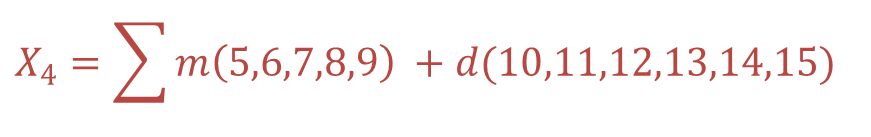 X₄ = ∑ m(5,6,7,8,9) + d(10,11,12,13,14,15)